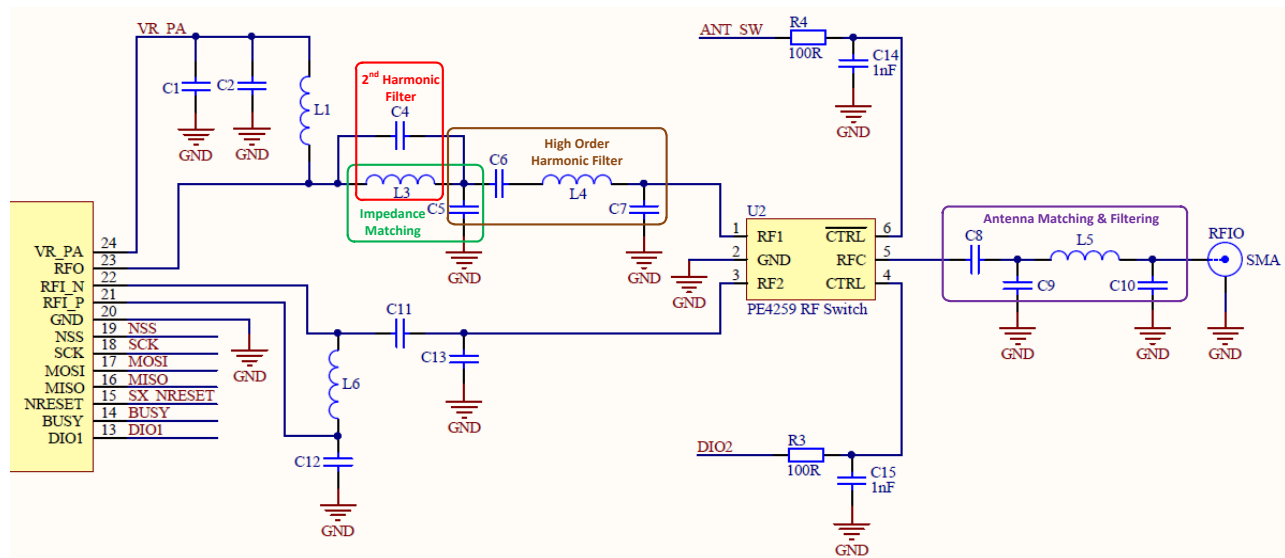 VR_PA
ANT_SW
R4
100R
C14
1nF
GND
C1
C2
GND
GND
L1
2nd Harmonic
Filter
C4
L3
Impedance
Matching
C5
GND
High Order
Harmonic Filter
C6
L4
C7
GND
VR_PA
24
RFO
23
RFI_N
22
RFI_P
21
GND
20
NSS
19
NSS
SCK
18
SCK
MOSI
17
MOSI
MISO
16
MISO
NRESET
15
SX_NRESET
BUSY
14
BUSY
DIO1
13
DIO1
GND
L6
C11
C13
GND
C12
GND
U2
1
RF1
CTRL
6
2
GND
RFC
5
3
RF2
CTRL
4
PE4259 RF Switch
GND
Antenna Matching & Filtering
C8
L5
C9
C10
GND
GND
RFIO
SMA
GND
DIO2
R3
100R
C15
1nF
GND